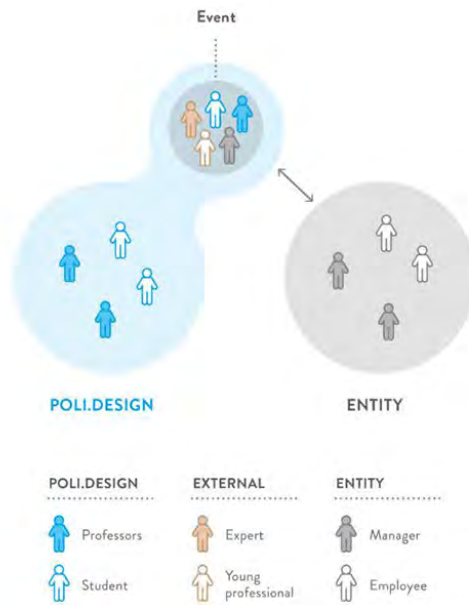 Event
POLI.DESIGN
ENTITY
POLI.DESIGN
EXTERNAL
ENTITY
Professors
Expert
Manager
Student
Young
professional
Employee